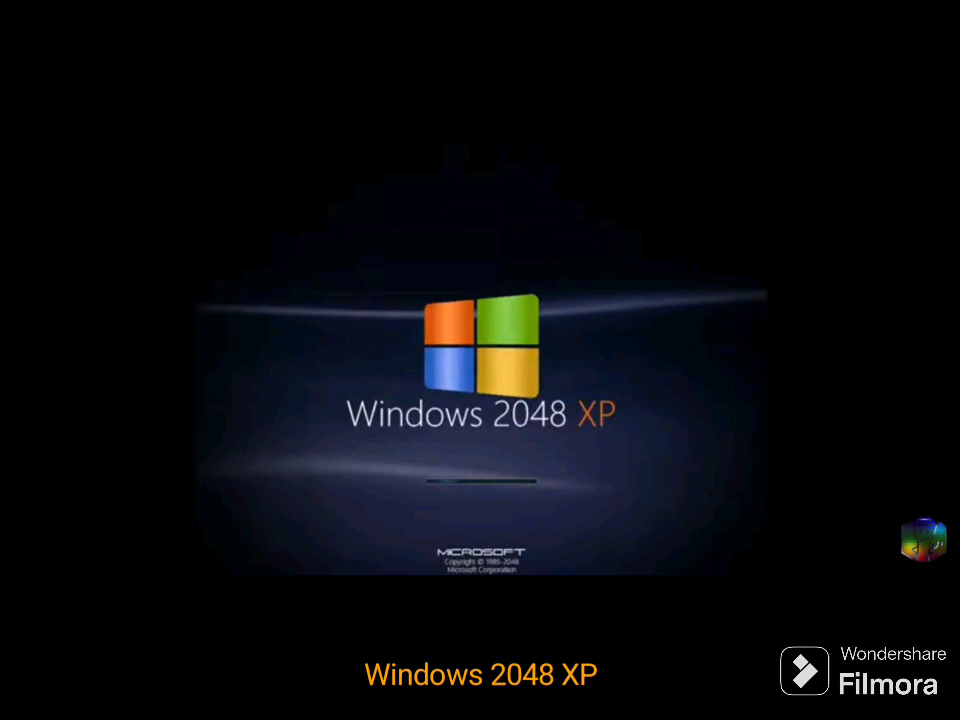 Windows 2048 XP
MICROSOFT
Copyright © 1985-2048
Microsoft Corporation
Windows 2048 XP
Wondershare
Filmora